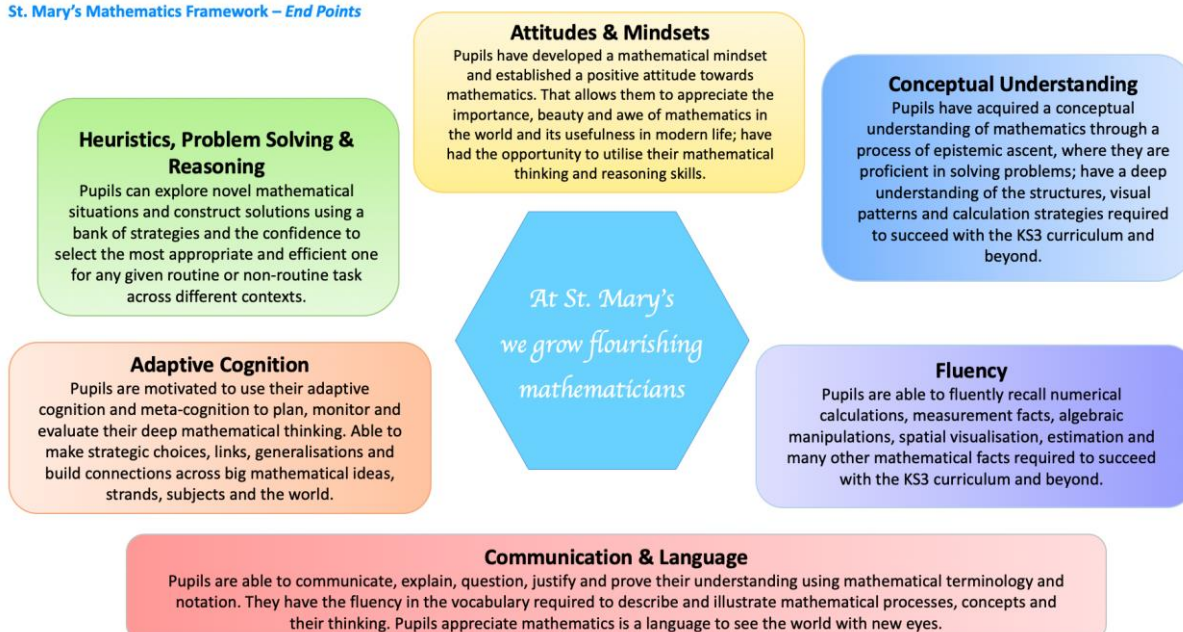 St. Mary's Mathematics Framework – End Points
Attitudes & Mindsets
Pupils have developed a mathematical mindset
and established a positive attitude towards
mathematics. That allows them to appreciate the
importance, beauty and awe of mathematics in
the world and its usefulness in modern life; have
had the opportunity to utilise their mathematical
thinking and reasoning skills.
Conceptual Understanding
Pupils have acquired a conceptual
understanding of mathematics through a
process of epistemic ascent, where they are
proficient in solving problems; have a deep
understanding of the structures, visual
patterns and calculation strategies required
to succeed with the KS3 curriculum and
beyond.
Heuristics, Problem Solving &
Reasoning
Pupils can explore novel mathematical
situations and construct solutions using a
bank of strategies and the confidence to
select the most appropriate and efficient one
for any given routine or non-routine task
across different contexts.
At St. Mary's
we grow flourishing
mathematicians
Adaptive Cognition
Pupils are motivated to use their adaptive
cognition and meta-cognition to plan, monitor and
evaluate their deep mathematical thinking. Able to
make strategic choices, links, generalisations and
build connections across big mathematical ideas,
strands, subjects and the world.
Fluency
Pupils are able to fluently recall numerical
calculations, measurement facts, algebraic
manipulations, spatial visualisation, estimation and
many other mathematical facts required to succeed
with the KS3 curriculum and beyond.
Communication & Language
Pupils are able to communicate, explain, question, justify and prove their understanding using mathematical terminology and
notation. They have the fluency in the vocabulary required to describe and illustrate mathematical processes, concepts and
their thinking. Pupils appreciate mathematics is a language to see the world with new eyes.